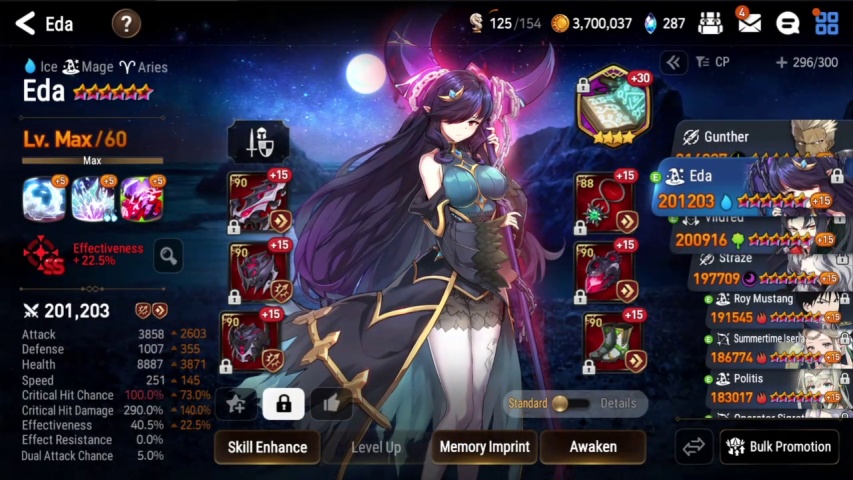 Eda ? 125/154 3,700,037 4 287
Ice Mage Aries
Eda
Lv. Max/60
Max
+5 +5 +5
SS Effectiveness
+ 22.5%
201,203
Attack 3858 2603
Defense 1007 355
Health 8887 3871
Speed 251 145
Critical Hit Chance 100.0% 73.0%
Critical Hit Damage 290.0% 140.0%
Effectiveness 40.5% 22.5%
Effect Resistance 0.0%
Dual Attack Chance 5.0%
90 +15
90 +15
90 +15
+30
88 +15
90 +15
90 +15
Standard Details
Skill Enhance Level Up Memory Imprint Awaken
CP 296/300
Gunther
E Eda
201203 +15
Vildred
200916 +15
Straze
197709 +15
E Roy Mustang
191545 +15
E Summertime Iseria
186774 +15
E Politis
183017 +15
Bulk Promotion